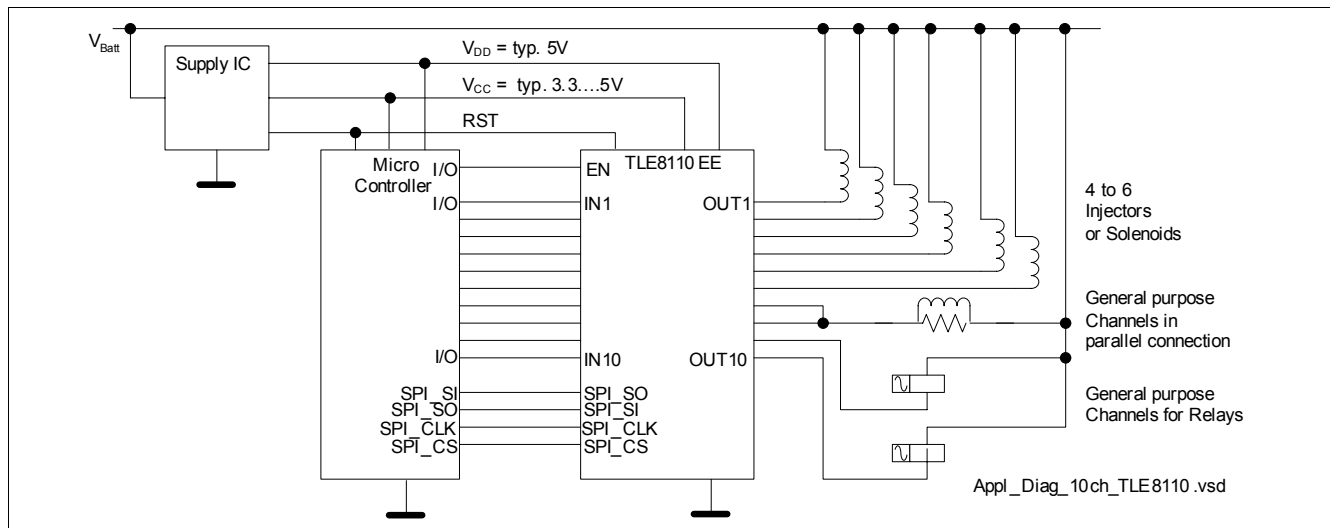 V_Batt
Supply IC
V_DD = typ. 5V
V_CC = typ. 3.3....5V
RST
Micro
Controller
I/O
I/O
I/O
SPI_SI
SPI_SO
SPI_CLK
SPI_CS
TLE8110 EE
EN
IN1
IN10
SPI_SO
SPI_SI
SPI_CLK
SPI_CS
OUT1
OUT10
4 to 6
Injectors
or Solenoids
General purpose
Channels in
parallel connection
General purpose
Channels for Relays
Appl_Diag_10ch_TLE8110.vsd